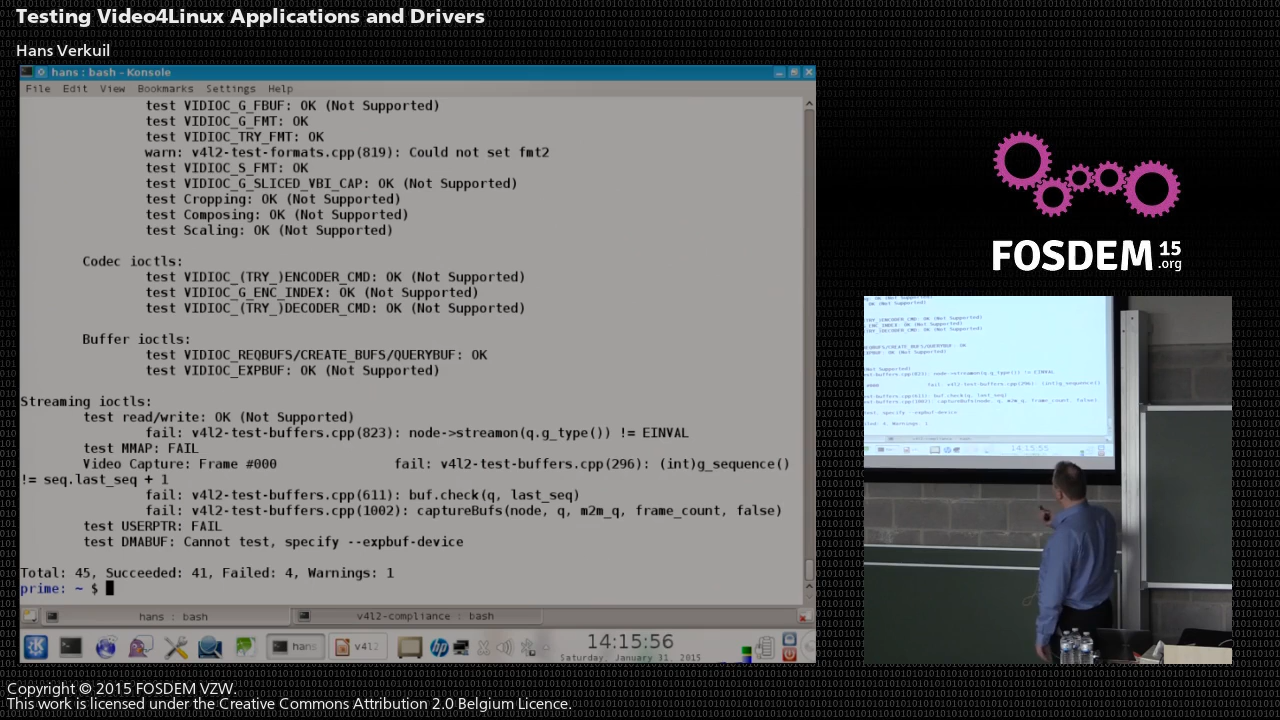 Testing Video4Linux Applications and Drivers
Hans Verkuil
hans : bash – Konsole
File Edit View Bookmarks Settings Help
test VIDIOC_G_FBUF: OK (Not Supported)
test VIDIOC_G_FMT: OK
test VIDIOC_TRY_FMT: OK
warn: v4l2-test-formats.cpp(819): Could not set fmt2
test VIDIOC_S_FMT: OK
test VIDIOC_G_SLICED_VBI_CAP: OK (Not Supported)
test Cropping: OK (Not Supported)
test Composing: OK (Not Supported)
test Scaling: OK (Not Supported)
Codec ioctls:
test VIDIOC_(TRY_)ENCODER_CMD: OK (Not Supported)
test VIDIOC_G_ENC_INDEX: OK (Not Supported)
test VIDIOC_(TRY_)DECODER_CMD: OK (Not Supported)
Buffer ioctls:
test VIDIOC_REQBUFS/CREATE_BUFS/QUERYBUF: OK
test VIDIOC_EXPBUF: OK (Not Supported)
Streaming ioctls:
test read/write: OK (Not Supported)
fail: v4l2-test-buffers.cpp(823): node->streamon(q.g_type()) != EINVAL
test MMAP: FAIL
Video Capture: Frame #000 fail: v4l2-test-buffers.cpp(296): (int)g_sequence()
!= seq.last_seq + 1
fail: v4l2-test-buffers.cpp(611): buf.check(q, last_seq)
fail: v4l2-test-buffers.cpp(1002): captureBufs(node, q, m2m_q, frame_count, false)
test USERPTR: FAIL
test DMABUF: Cannot test, specify --expbuf-device
Total: 45, Succeeded: 41, Failed: 4, Warnings: 1
prime: ~ $
hans : bash
v4l2-compliance : bash
hans
v4l2
14:15:56
Saturday, January 31, 2015
FOSDEM 15
.org
Copyright © 2015 FOSDEM VZW.
This work is licensed under the Creative Commons Attribution 2.0 Belgium Licence.